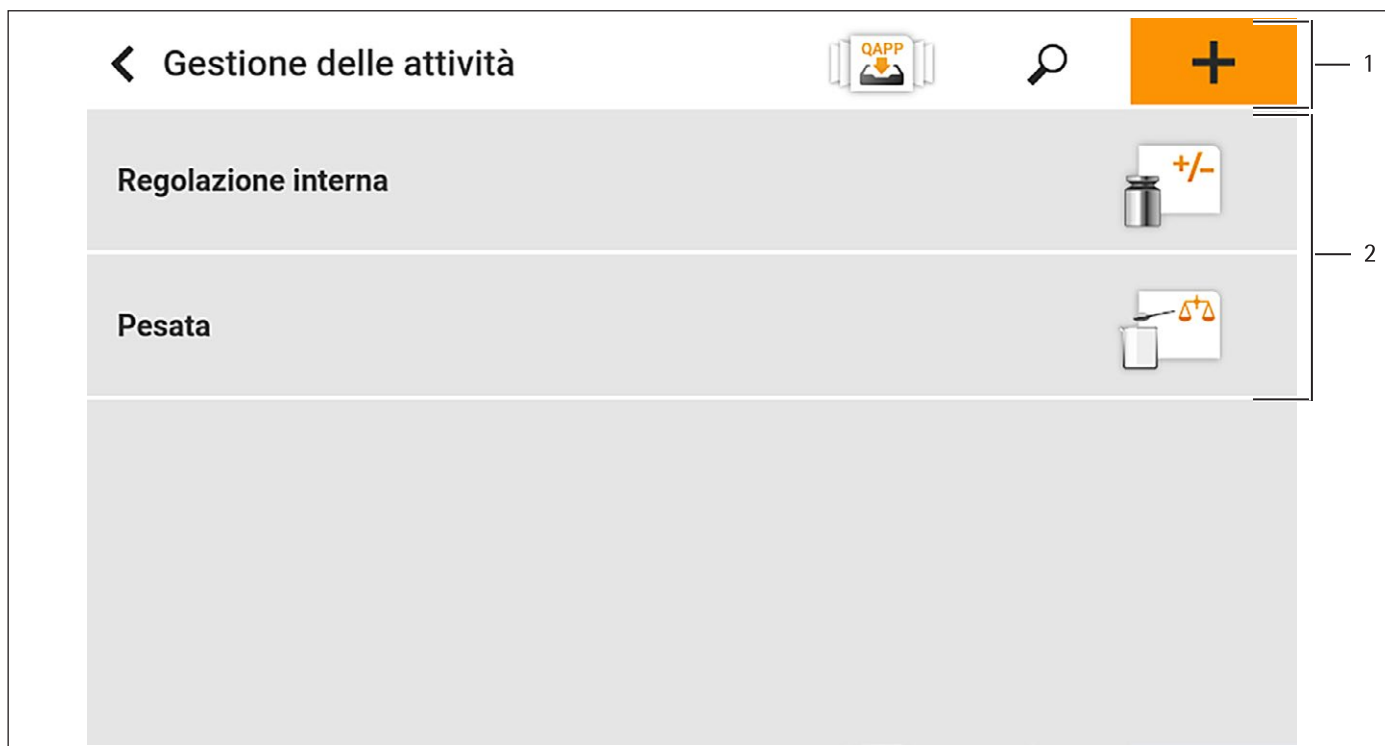 Gestione delle attività
QAPP
1
Regolazione interna
+/-
2
Pesata